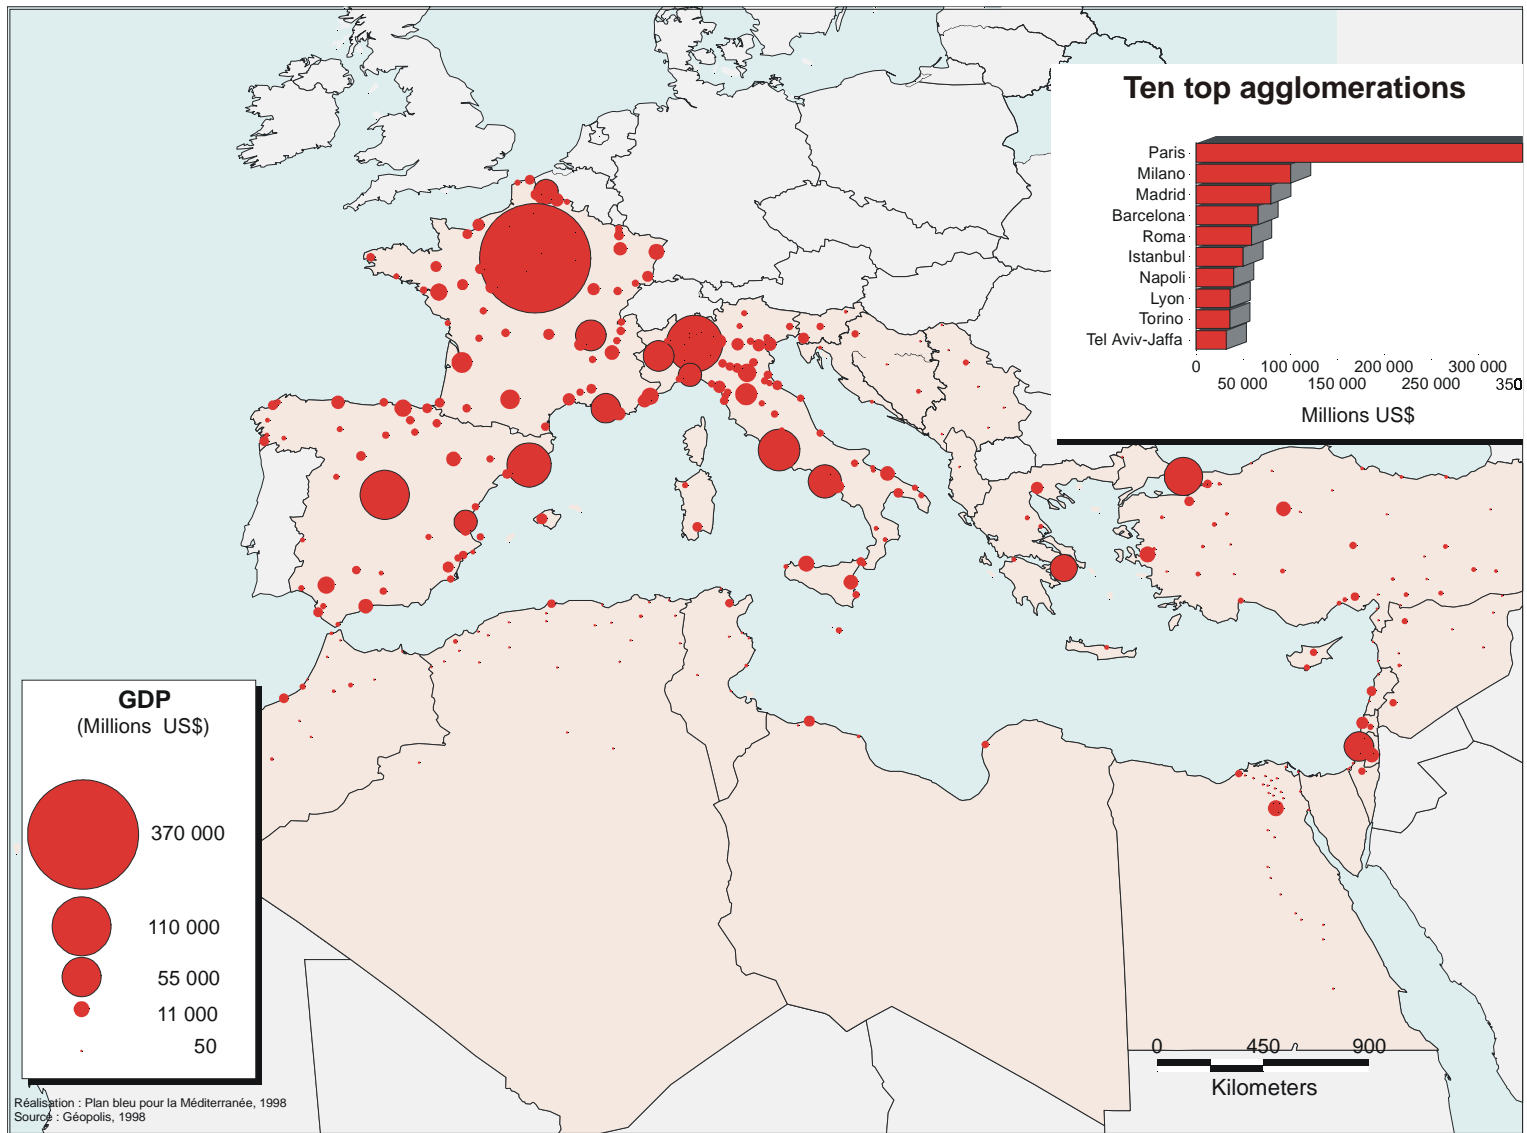 Ten top agglomerations
Paris
Milano
Madrid
Barcelona
Roma
Istanbul
Napoli
Lyon
Torino
Tel Aviv-Jaffa
0 100 000 200 000 300 000
50 000 150 000 250 000 350
Millions US$
GDP
(Millions US$)
370 000
110 000
55 000
11 000
50
0 450 900
Kilometers
Réalisation : Plan bleu pour la Méditerranée, 1998
Source : Géopolis, 1998